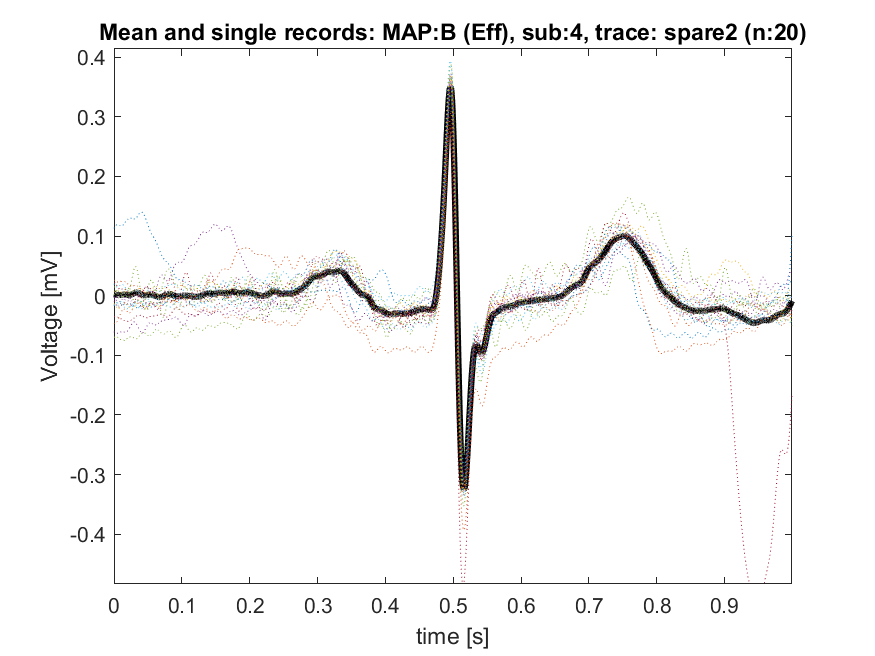 Mean and single records: MAP:B (Eff), sub:4, trace: spare2 (n:20)
0.4
0.3
0.2
0.1
0
-0.1
-0.2
-0.3
-0.4
Voltage [mV]
0 0.1 0.2 0.3 0.4 0.5 0.6 0.7 0.8 0.9
time [s]